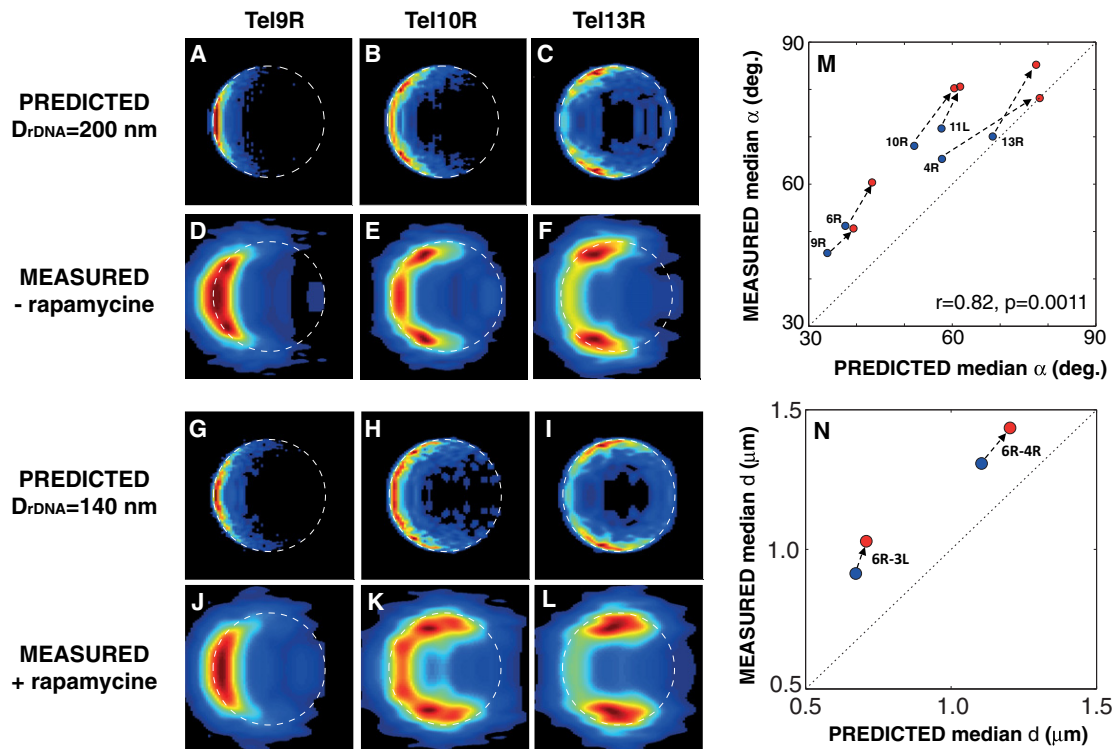 Tel9R Tel10R Tel13R
PREDICTED
DrDNA=200 nm
A B C
MEASURED
- rapamycine
D E F
PREDICTED
DrDNA=140 nm
G H I
MEASURED
+ rapamycine
J K L
M
90
60
30
30 60 90
MEASURED median α (deg.)
PREDICTED median α (deg.)
10R
11L
4R
13R
6R
9R
r=0.82, p=0.0011
N
1.5
1.0
0.5
0.5 1.0 1.5
MEASURED median d (μm)
PREDICTED median d (μm)
6R-4R
6R-3L